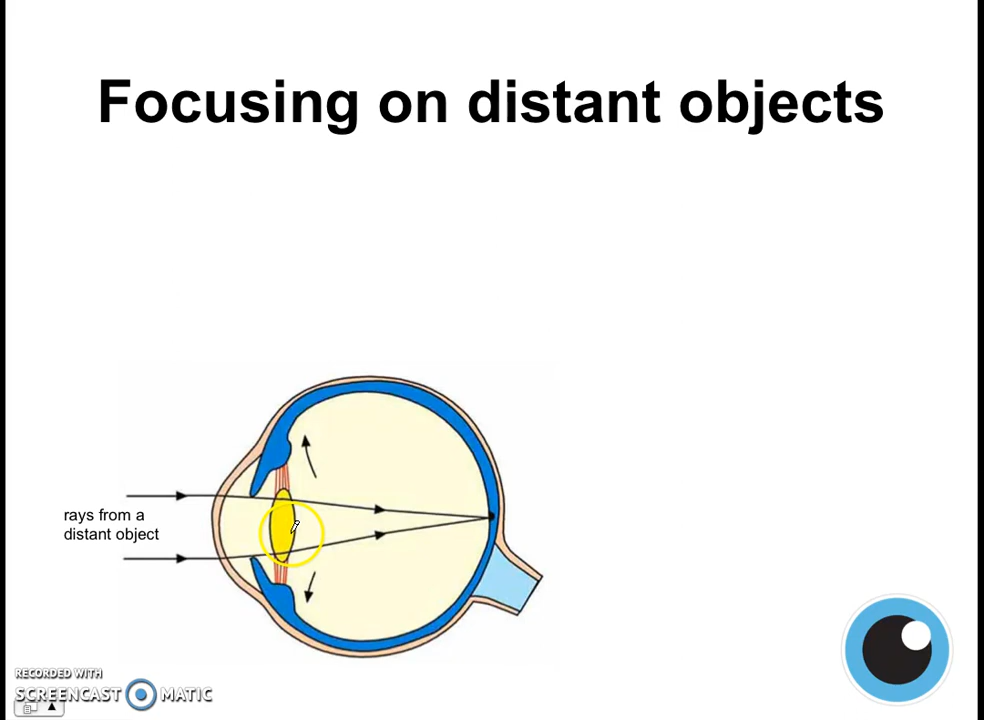 Focusing on distant objects
rays from a
distant object
RECORDED WITH
SCREENCAST MATIC